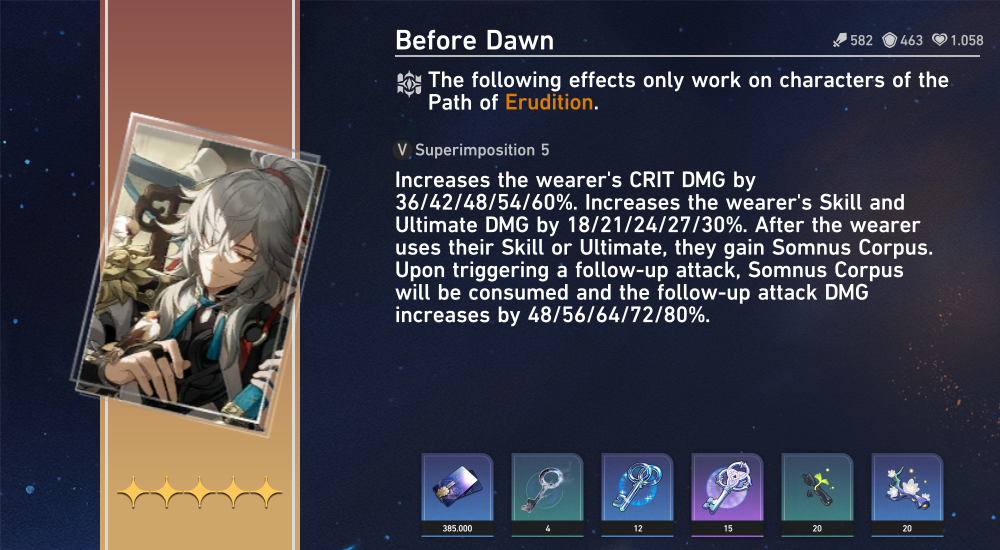 Before Dawn
582 463 1.058
The following effects only work on characters of the
Path of Erudition.
V Superimposition 5
Increases the wearer's CRIT DMG by
36/42/48/54/60%. Increases the wearer's Skill and
Ultimate DMG by 18/21/24/27/30%. After the wearer
uses their Skill or Ultimate, they gain Somnus Corpus.
Upon triggering a follow-up attack, Somnus Corpus
will be consumed and the follow-up attack DMG
increases by 48/56/64/72/80%.
385.000 4 12 15 20 20